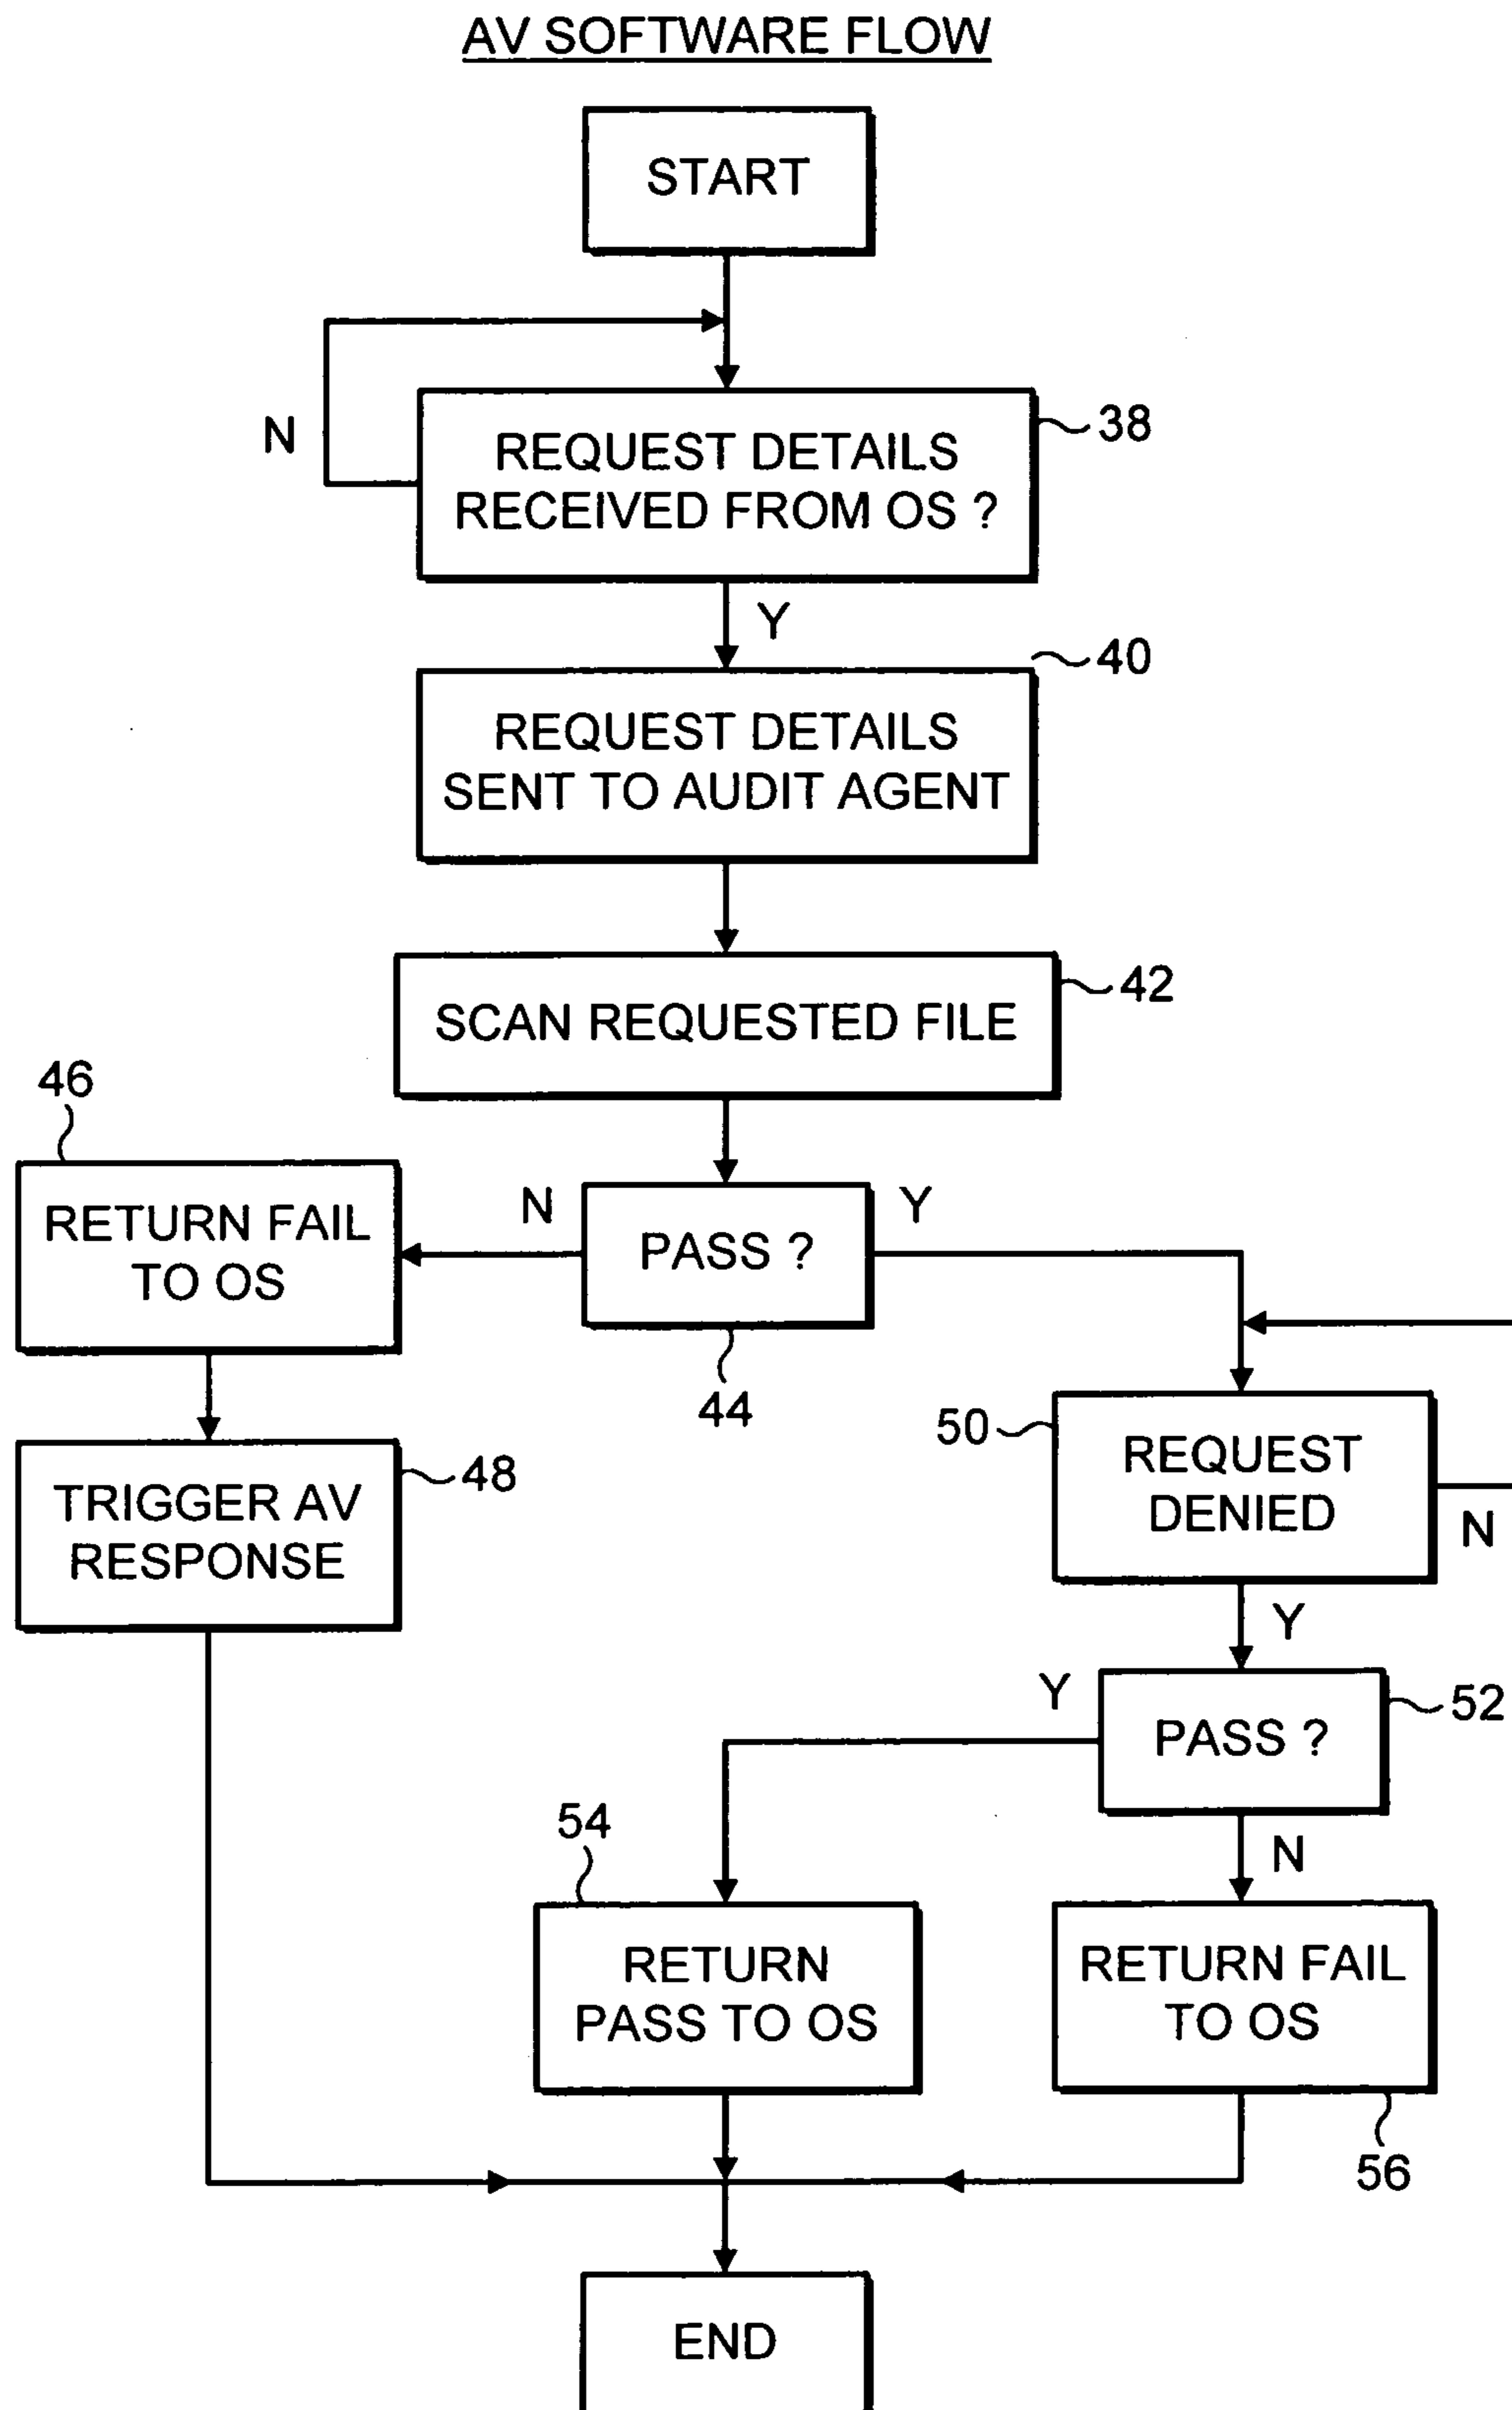 AV SOFTWARE FLOW
START
N
REQUEST DETAILS
RECEIVED FROM OS ?
38
Y
40
REQUEST DETAILS
SENT TO AUDIT AGENT
SCAN REQUESTED FILE
42
46
RETURN FAIL
TO OS
N
PASS ?
Y
44
TRIGGER AV
RESPONSE
48
50
REQUEST
DENIED
N
Y
Y
PASS ?
52
54
N
RETURN
PASS TO OS
RETURN FAIL
TO OS
56
END